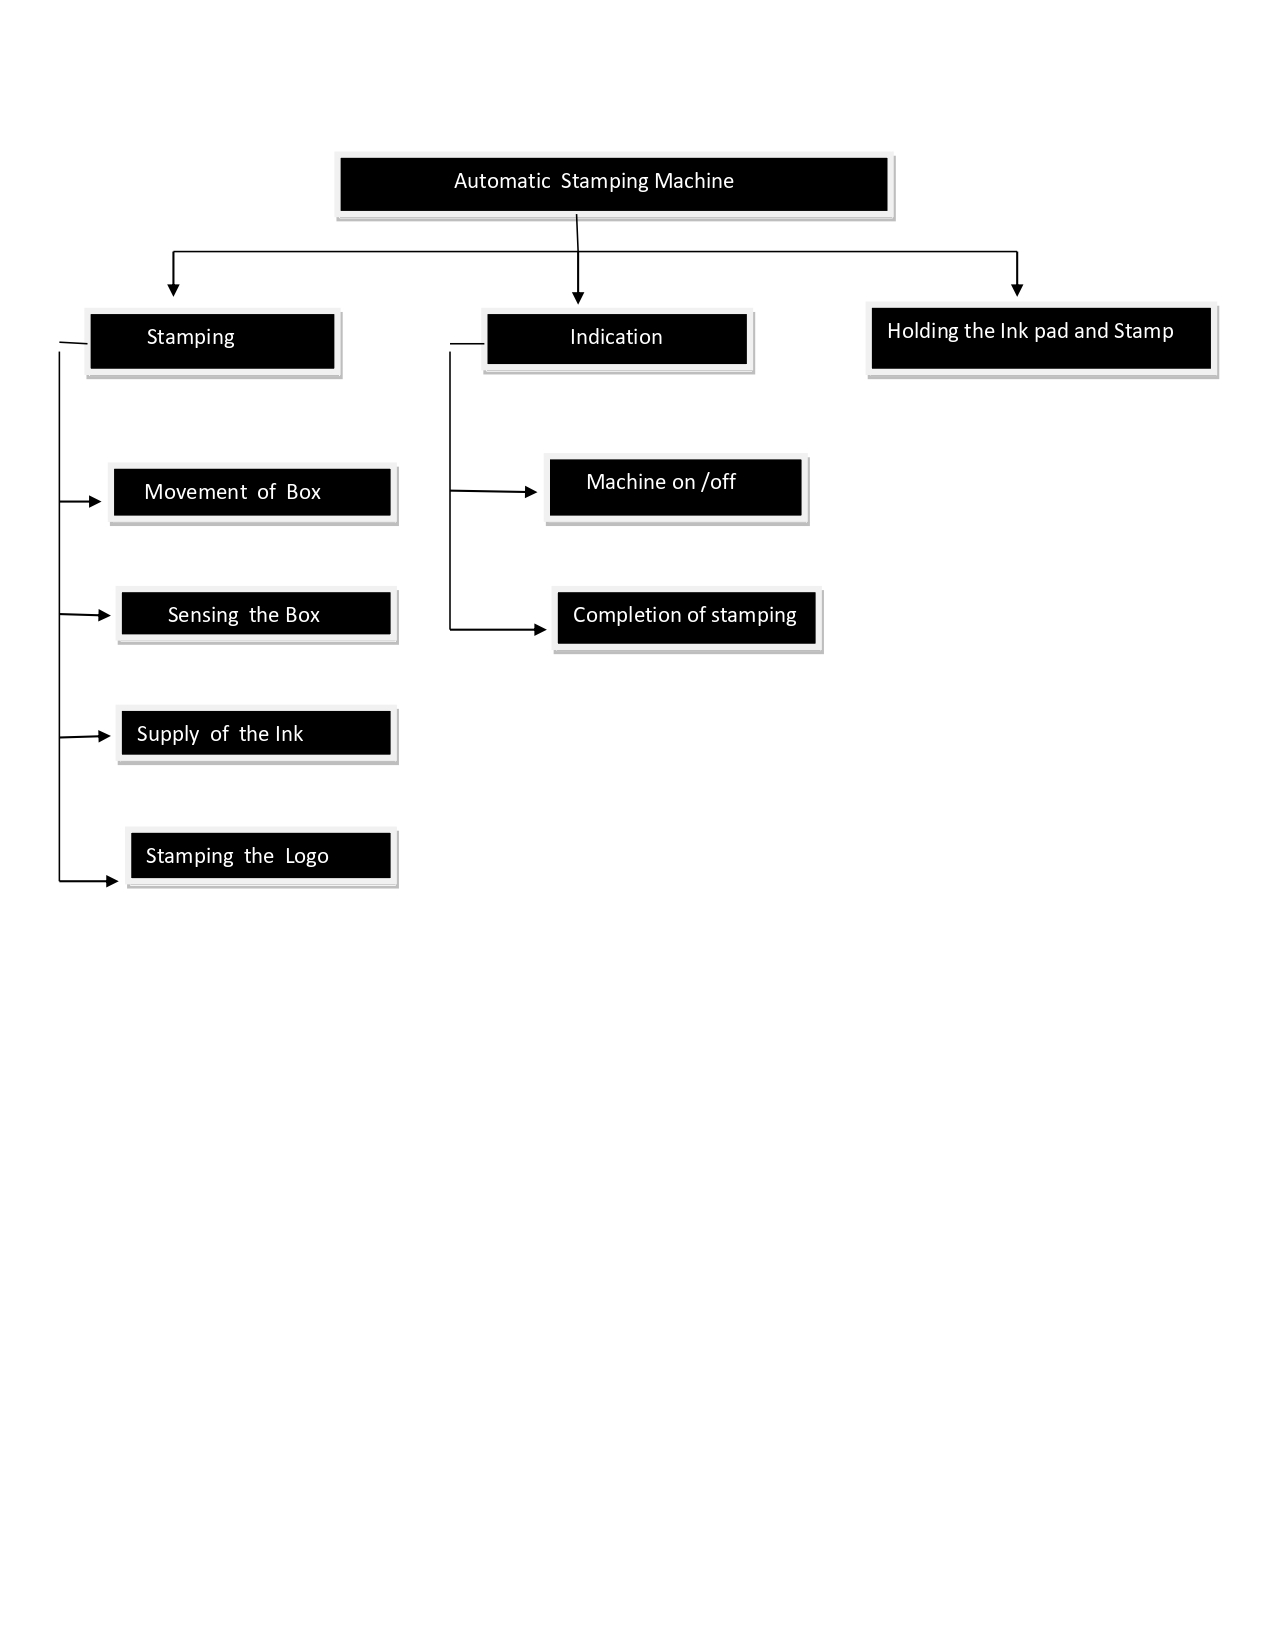 Automatic  Stamping Machine
Stamping
Indication
Holding the Ink pad and Stamp
Movement  of  Box
Machine on /off
Sensing  the Box
Completion of stamping
Supply  of  the Ink
Stamping  the  Logo